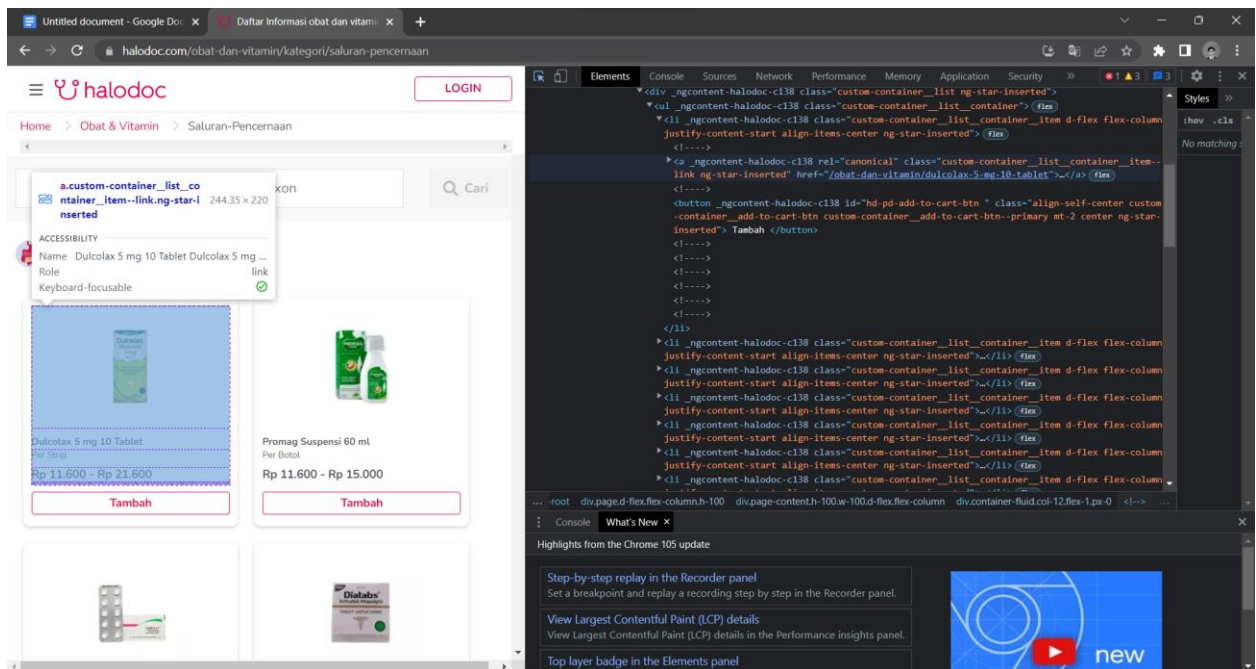 Untitled document - Google Doc
Daftar Informasi obat dan vitami
halodoc.com/obat-dan-vitamin/kategori/saluran-pencernaan
halodoc
LOGIN
Home > Obat & Vitamin > Saluran-Pencernaan
xon
Cari
a.custom-container__list__co
ntainer__item--link.ng-star-i
nserted
244.35 × 220
ACCESSIBILITY
Name Dulcolax 5 mg 10 Tablet Dulcolax 5 mg ...
Role link
Keyboard-focusable
Dulcolax 5 mg 10 Tablet
Per Strip
Rp 11.600 - Rp 21.600
Tambah
Promag Suspensi 60 ml
Per Botol
Rp 11.600 - Rp 15.000
Tambah
Diatabs
Elements Console Sources Network Performance Memory Application Security » 1 3 3
<div _ngcontent-halodoc-c138 class="custom-container__list ng-star-inserted">
<ul _ngcontent-halodoc-c138 class="custom-container__list__container"> flex
<li _ngcontent-halodoc-c138 class="custom-container__list__container__item d-flex flex-column
justify-content-start align-items-center ng-star-inserted"> flex
<!---->
<a _ngcontent-halodoc-c138 rel="canonical" class="custom-container__list__container__item--
link ng-star-inserted" href="/obat-dan-vitamin/dulcolax-5-mg-10-tablet">…</a> flex
<!---->
<button _ngcontent-halodoc-c138 id="hd-pd-add-to-cart-btn " class="align-self-center custom
-container__add-to-cart-btn custom-container__add-to-cart-btn--primary mt-2 center ng-star-
inserted"> Tambah </button>
<!---->
<!---->
<!---->
<!---->
<!---->
<!---->
</li>
<li _ngcontent-halodoc-c138 class="custom-container__list__container__item d-flex flex-column
justify-content-start align-items-center ng-star-inserted">…</li> flex
<li _ngcontent-halodoc-c138 class="custom-container__list__container__item d-flex flex-column
justify-content-start align-items-center ng-star-inserted">…</li> flex
<li _ngcontent-halodoc-c138 class="custom-container__list__container__item d-flex flex-column
justify-content-start align-items-center ng-star-inserted">…</li> flex
<li _ngcontent-halodoc-c138 class="custom-container__list__container__item d-flex flex-column
justify-content-start align-items-center ng-star-inserted">…</li> flex
<li _ngcontent-halodoc-c138 class="custom-container__list__container__item d-flex flex-column
justify-content-start align-items-center ng-star-inserted">…</li> flex
<li _ngcontent-halodoc-c138 class="custom-container__list__container__item d-flex flex-column
justify-content-start align-items-center ng-star-inserted">…</li> flex
... -root div.page.d-flex.flex-column.h-100 div.page-content.h-100.w-100.d-flex.flex-column div.container-fluid.col-12.flex-1.px-0 <!--> ...
Styles »
:hov .cls
No matching s
Console What's New ×
Highlights from the Chrome 105 update
Step-by-step replay in the Recorder panel
Set a breakpoint and replay a recording step by step in the Recorder panel.
View Largest Contentful Paint (LCP) details
View Largest Contentful Paint (LCP) details in the Performance insights panel.
Top layer badge in the Elements panel
new